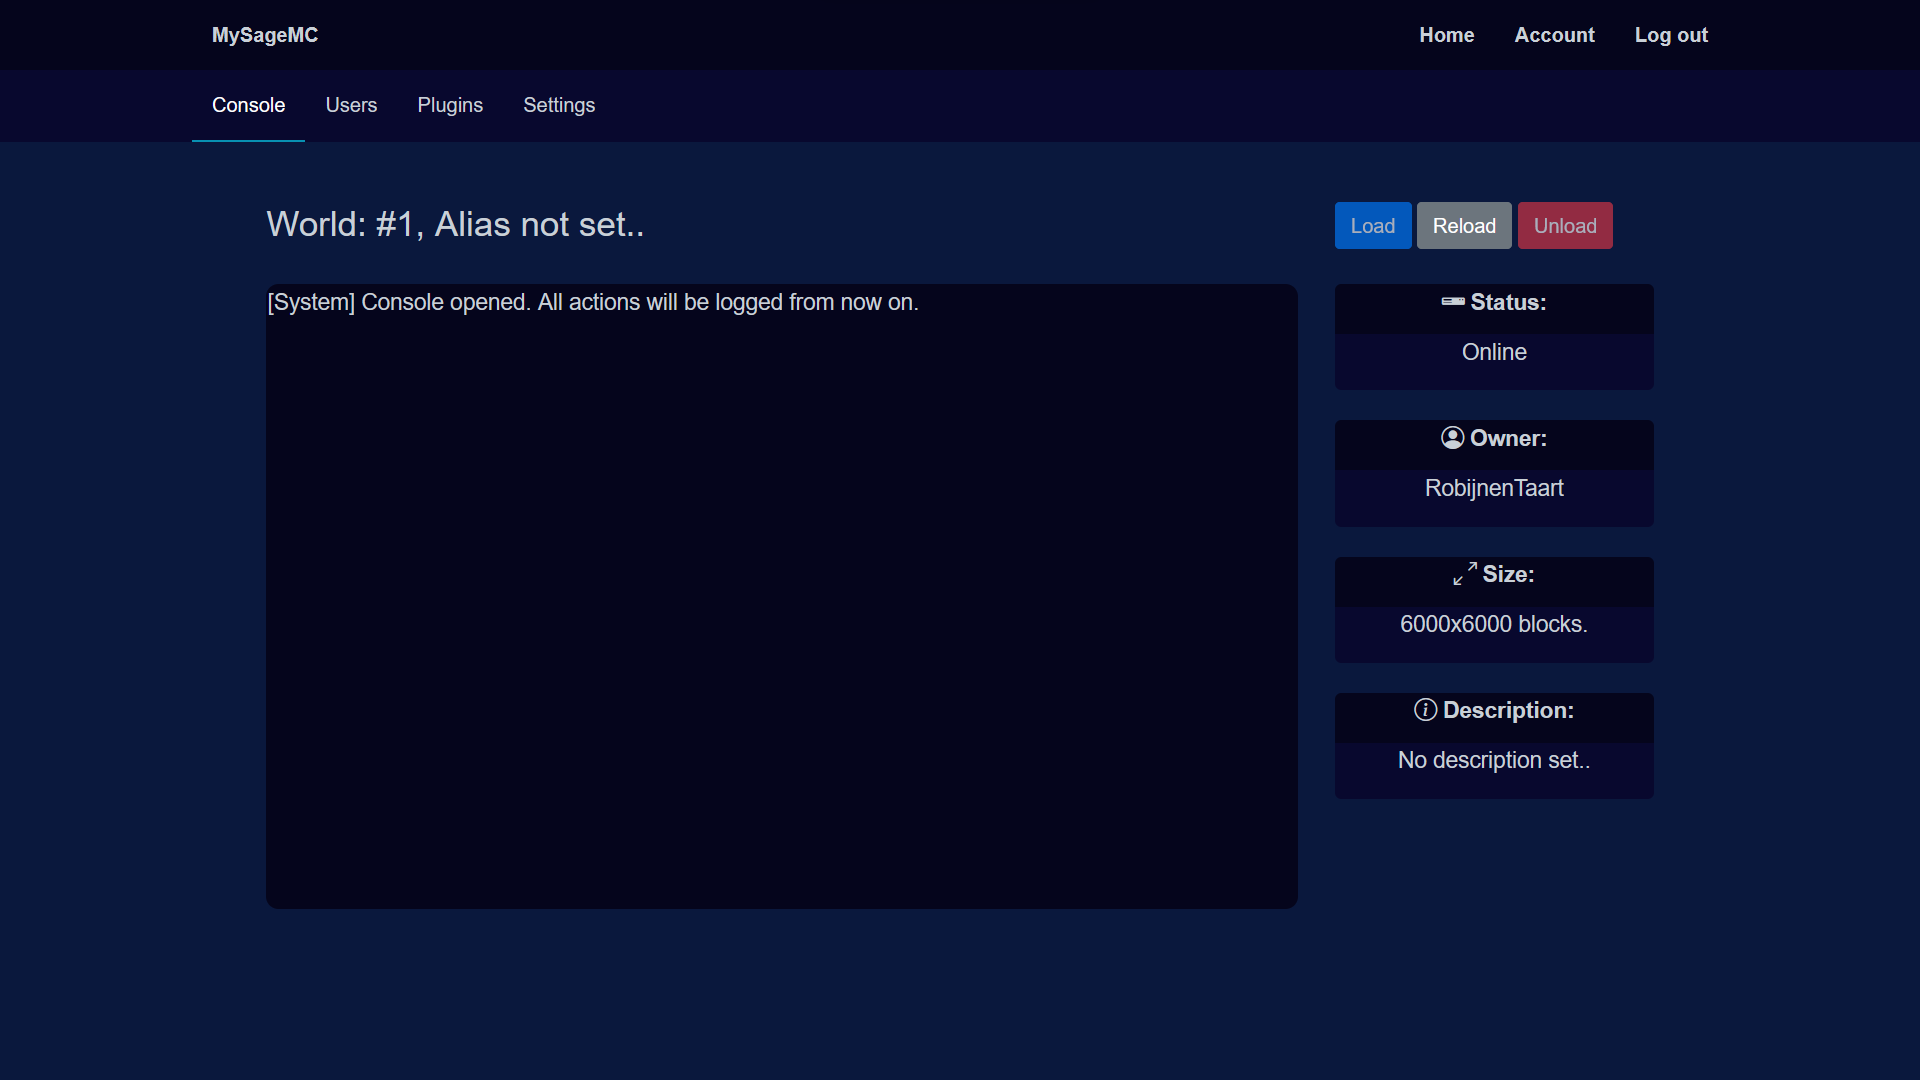 MySageMC Home Account Log out
Console Users Plugins Settings
World: #1, Alias not set..
Load Reload Unload
[System] Console opened. All actions will be logged from now on.
Status:
Online
Owner:
RobijnenTaart
Size:
6000x6000 blocks.
Description:
No description set..